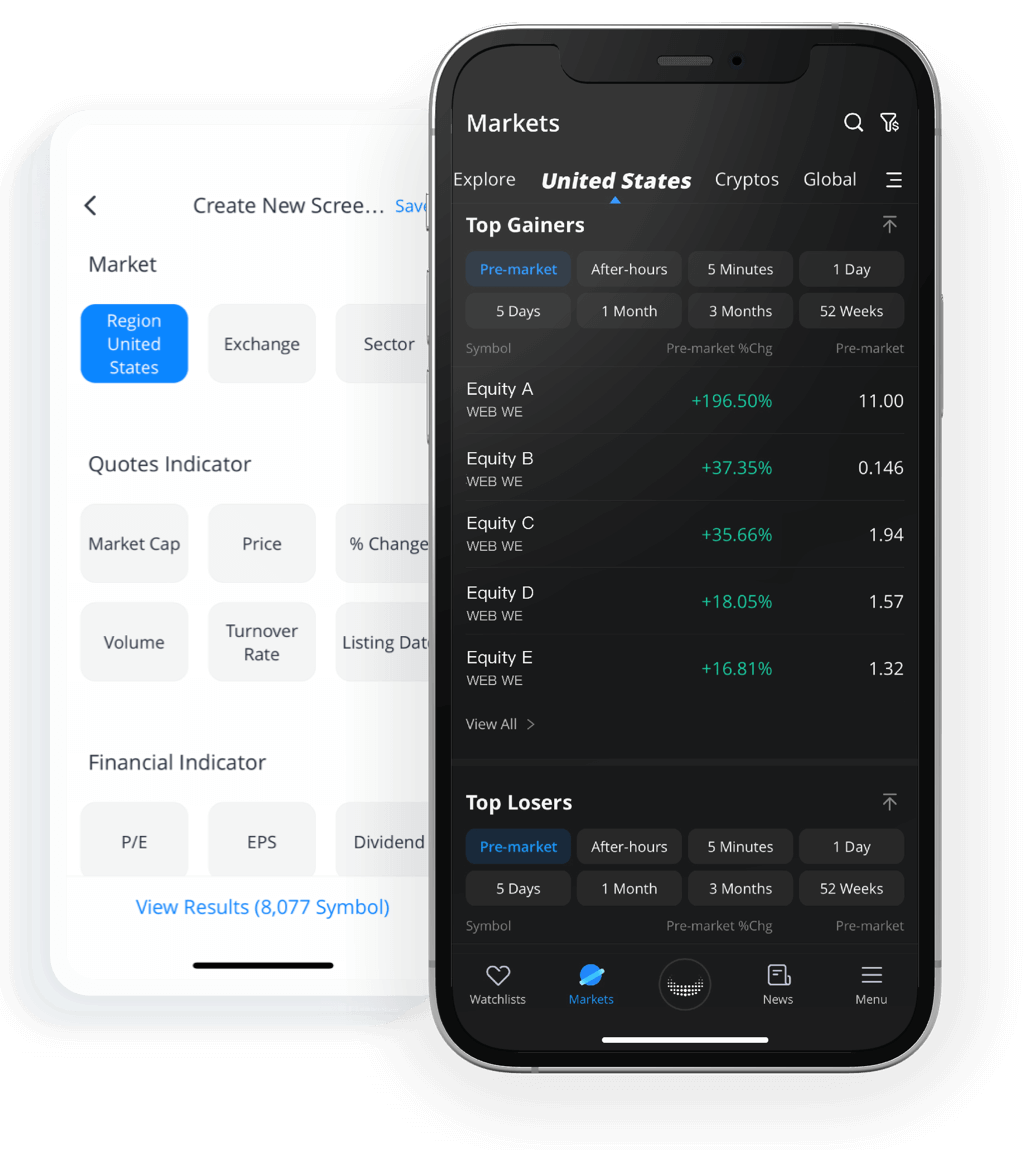 Create New Scree... Save
Market
Region
United
States
Exchange
Sector
Quotes Indicator
Market Cap
Price
% Change
Volume
Turnover
Rate
Listing Date
Financial Indicator
P/E
EPS
Dividend
View Results (8,077 Symbol)
Markets
Explore United States Cryptos Global
Top Gainers
Pre-market After-hours 5 Minutes 1 Day
5 Days 1 Month 3 Months 52 Weeks
Symbol Pre-market %Chg Pre-market
Equity A
WEB WE
+196.50% 11.00
Equity B
WEB WE
+37.35% 0.146
Equity C
WEB WE
+35.66% 1.94
Equity D
WEB WE
+18.05% 1.57
Equity E
WEB WE
+16.81% 1.32
View All
Top Losers
Pre-market After-hours 5 Minutes 1 Day
5 Days 1 Month 3 Months 52 Weeks
Symbol Pre-market %Chg Pre-market
Watchlists Markets News Menu